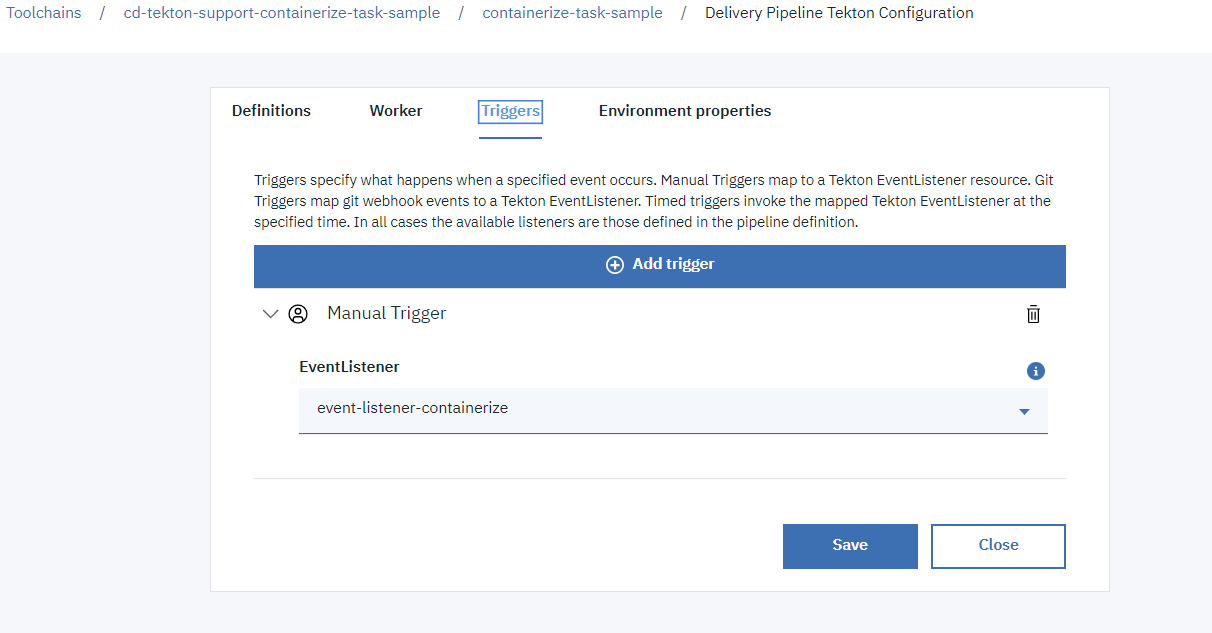 Toolchains / cd-tekton-support-containerize-task-sample / containerize-task-sample / Delivery Pipeline Tekton Configuration
Definitions Worker Triggers Environment properties
Triggers specify what happens when a specified event occurs. Manual Triggers map to a Tekton EventListener resource. Git
Triggers map git webhook events to a Tekton EventListener. Timed triggers invoke the mapped Tekton EventListener at the
specified time. In all cases the available listeners are those defined in the pipeline definition.
Add trigger
Manual Trigger
EventListener
event-listener-containerize
Save Close